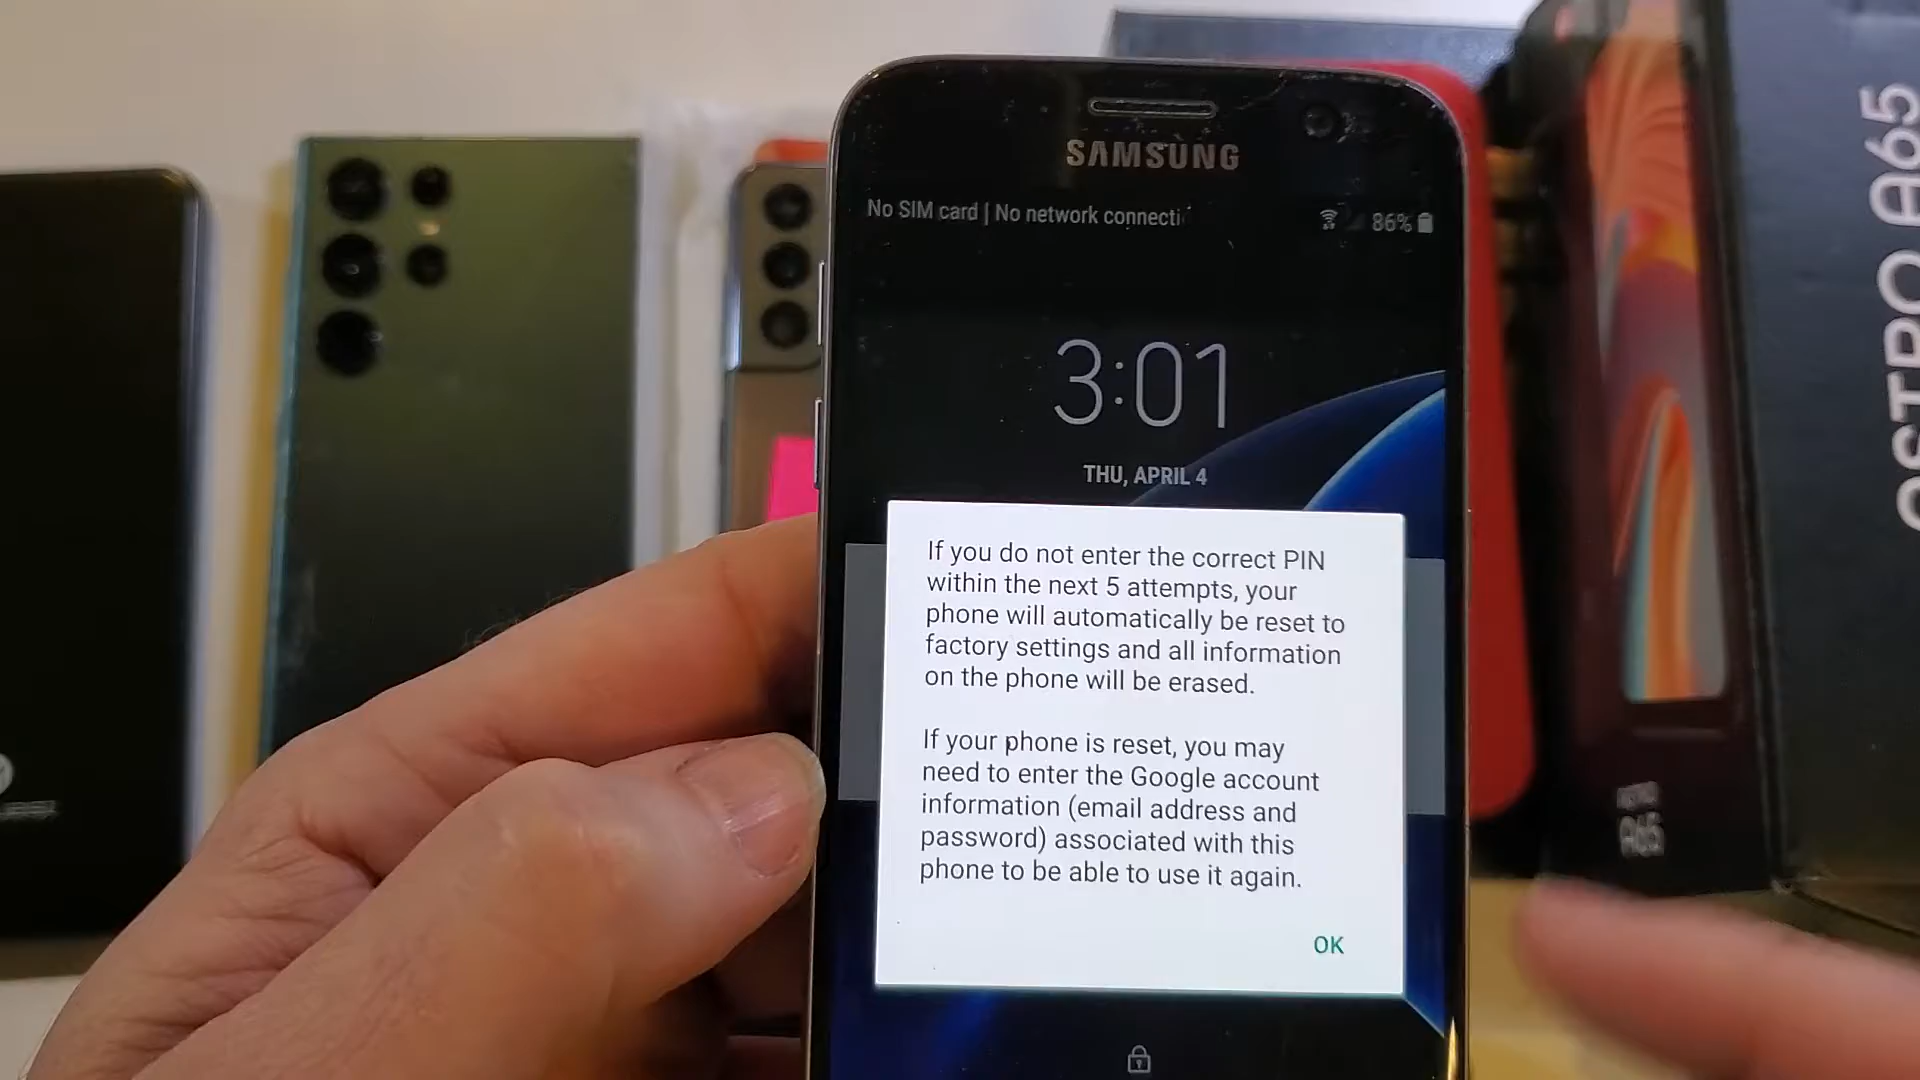 SAMSUNG
No SIM card | No network connecti
86%
3:01
THU, APRIL 4
If you do not enter the correct PIN
within the next 5 attempts, your
phone will automatically be reset to
factory settings and all information
on the phone will be erased.
If your phone is reset, you may
need to enter the Google account
information (email address and
password) associated with this
phone to be able to use it again.
OK
A65
OSTRO A65